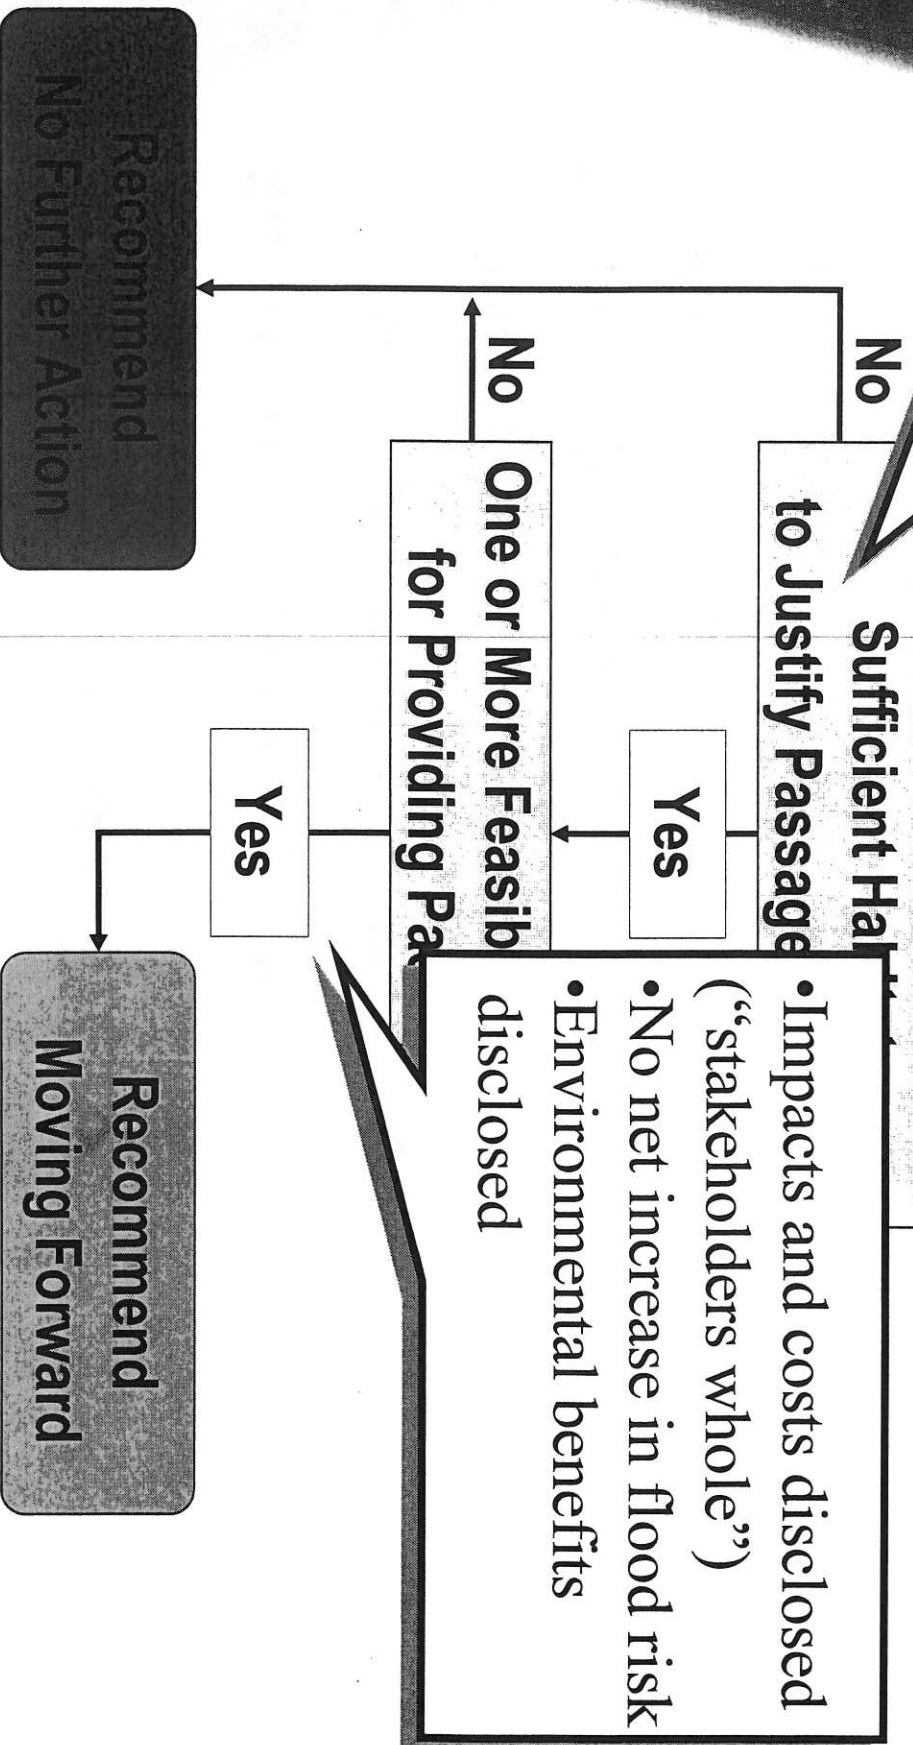 No
Sufficient
to Justify Passage
Yes
No
One or More Feasib
for Providing Pa
Yes
•Impacts and costs disclosed
(“stakeholders whole”)
•No net increase in flood risk
•Environmental benefits
disclosed
Recommend
No Further Action
Recommend
Moving Forward